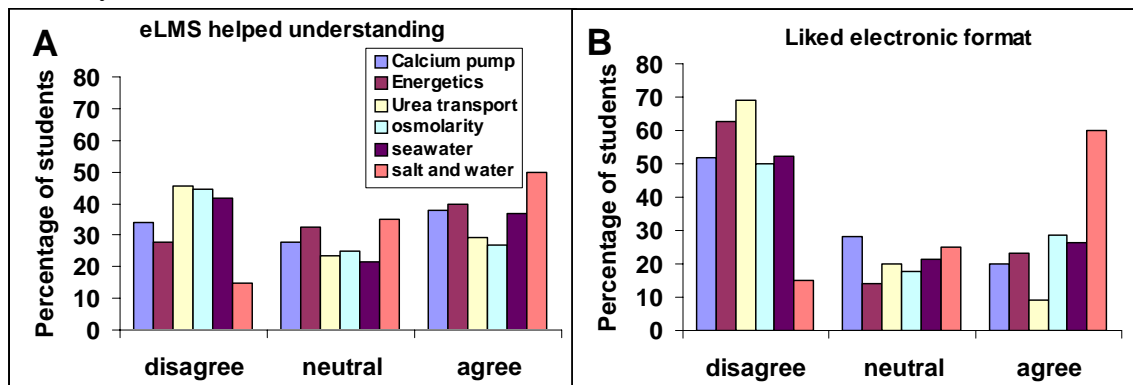 A
eLMS helped understanding
Calcium pump
Energetics
Urea transport
osmolarity
seawater
salt and water
Percentage of students
80
70
60
50
40
30
20
10
0
disagree neutral agree
B
Liked electronic format
Percentage of students
80
70
60
50
40
30
20
10
0
disagree neutral agree